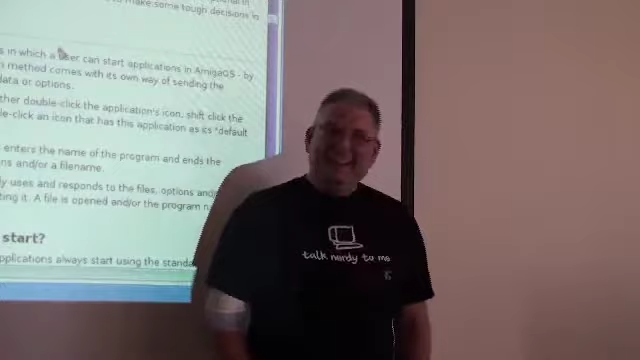 to make some tough decisions in
in which a user can start applications in AmigaOS - by
method comes with its own way of sending the
data or options.
ther double-click the application's icon, shift click the
le-click an icon that has this application as its "default
enters the name of the program and ends the
ns and/or a filename.
ly uses and responds to the files, options and
ting it. A file is opened and/or the program
start?
pplications always start using the
talk nerdy to me